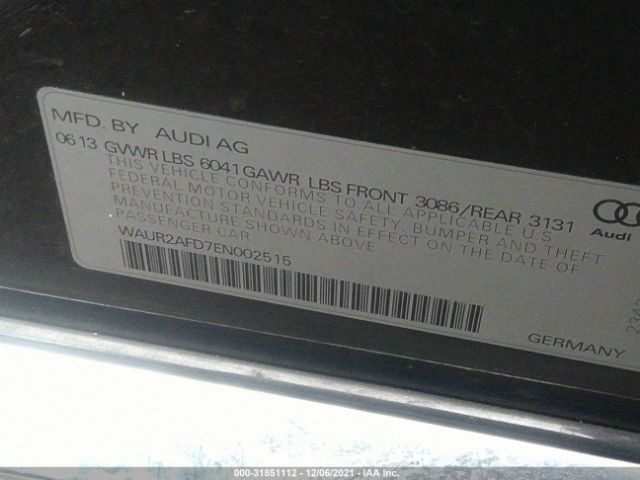 MFD. BY AUDI AG
06 13 GVWR LBS 6041 GAWR LBS FRONT 3086/REAR 3131
THIS VEHICLE CONFORMS TO ALL APPLICABLE U S
FEDERAL MOTOR VEHICLE SAFETY, BUMPER AND THEFT
PREVENTION STANDARDS IN EFFECT ON THE DATE OF
MANUFACTURE SHOWN ABOVE
PASSENGER CAR
WAUR2AFD7EN002515
Audi
GERMANY
000-31851112 - 12/06/2021 - IAA Inc.